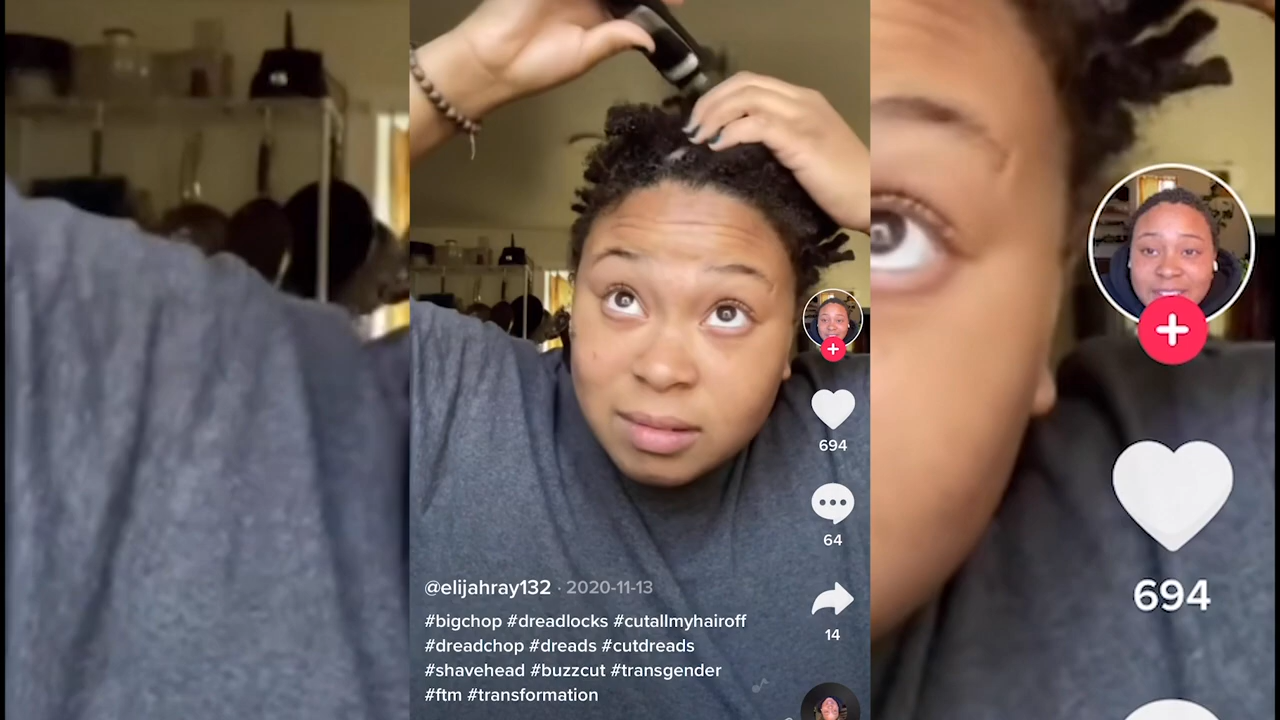 694
64
14
@elijahray132 · 2020-11-13
#bigchop #dreadlocks #cutallmyhairoff
#dreadchop #dreads #cutdreads
#shavehead #buzzcut #transgender
#ftm #transformation
694